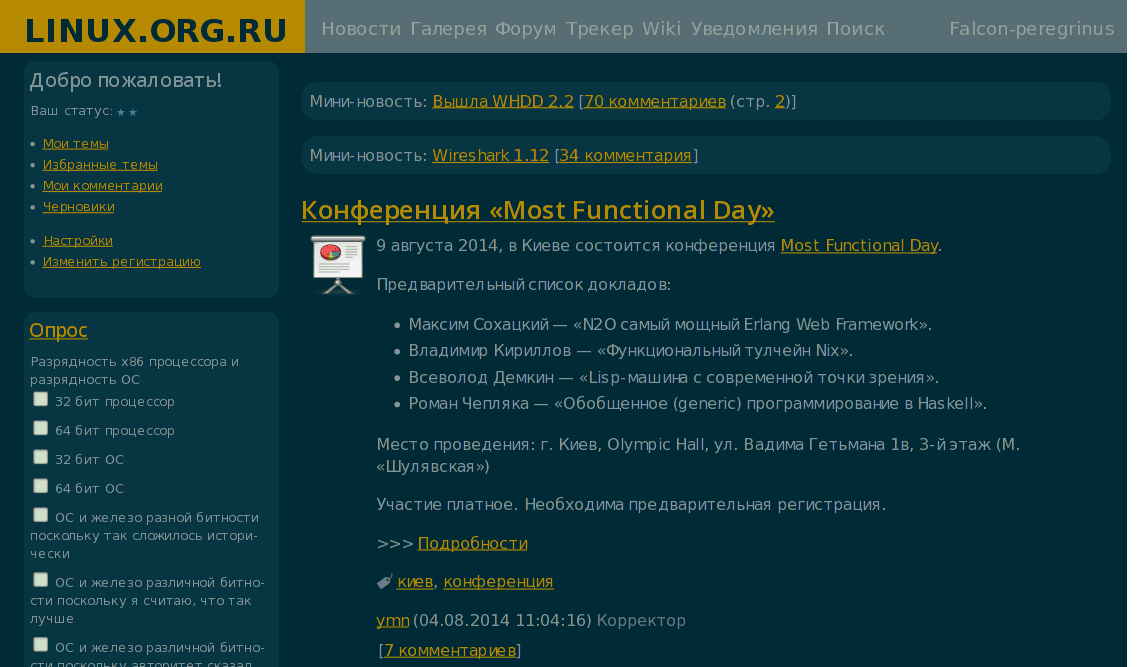 LINUX.ORG.RU
Новости Галерея Форум Трекер Wiki Уведомления Поиск Falcon-peregrinus
Добро пожаловать!
Ваш статус: ★ ★
• Мои темы
• Избранные темы
• Мои комментарии
• Черновики
• Настройки
• Изменить регистрацию
Опрос
Разрядность x86 процессора и
разрядность ОС
32 бит процессор
64 бит процессор
32 бит ОС
64 бит ОС
ОС и железо разной битности
поскольку так сложилось истори-
чески
ОС и железо различной битно-
сти поскольку я считаю, что так
лучше
ОС и железо различной битно-
сти поскольку авторитет сказал
Мини-новость: Вышла WHDD 2.2 [70 комментариев (стр. 2)]
Мини-новость: Wireshark 1.12 [34 комментария]
Конференция «Most Functional Day»
9 августа 2014, в Киеве состоится конференция Most Functional Day.
Предварительный список докладов:
• Максим Сохацкий — «N2O самый мощный Erlang Web Framework».
• Владимир Кириллов — «Функциональный тулчейн Nix».
• Всеволод Демкин — «Lisp-машина с современной точки зрения».
• Роман Чепляка — «Обобщенное (generic) программирование в Haskell».
Место проведения: г. Киев, Olympic Hall, ул. Вадима Гетьмана 1в, 3-й этаж (М.
«Шулявская»)
Участие платное. Необходима предварительная регистрация.
>>> Подробности
киев, конференция
ymn (04.08.2014 11:04:16) Корректор
[7 комментариев]